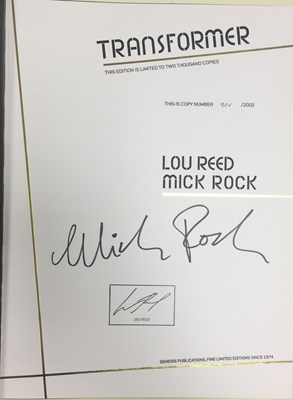 TRANSFORMER
THIS EDITION IS LIMITED TO TWO THOUSAND COPIES
THIS IS COPY NUMBER /2000
LOU REED
MICK ROCK
Mick Rock
LOU REED
GENESIS PUBLICATIONS, FINE LIMITED EDITIONS SINCE 1974